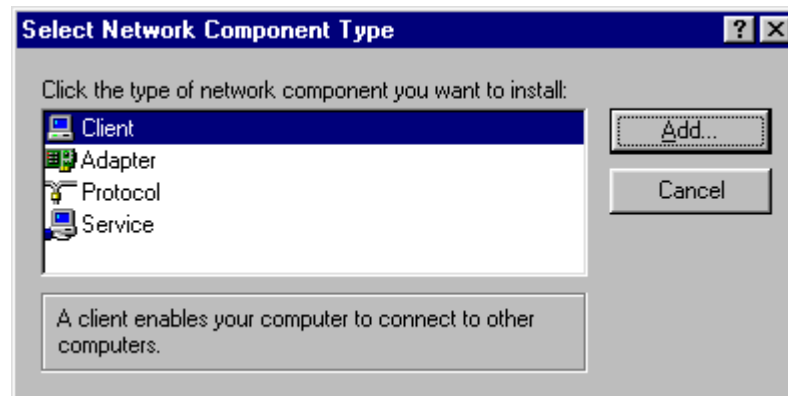 Select Network Component Type
? ×
Click the type of network component you want to install:
Client
Adapter
Protocol
Service
Add...
Cancel
A client enables your computer to connect to other
computers.